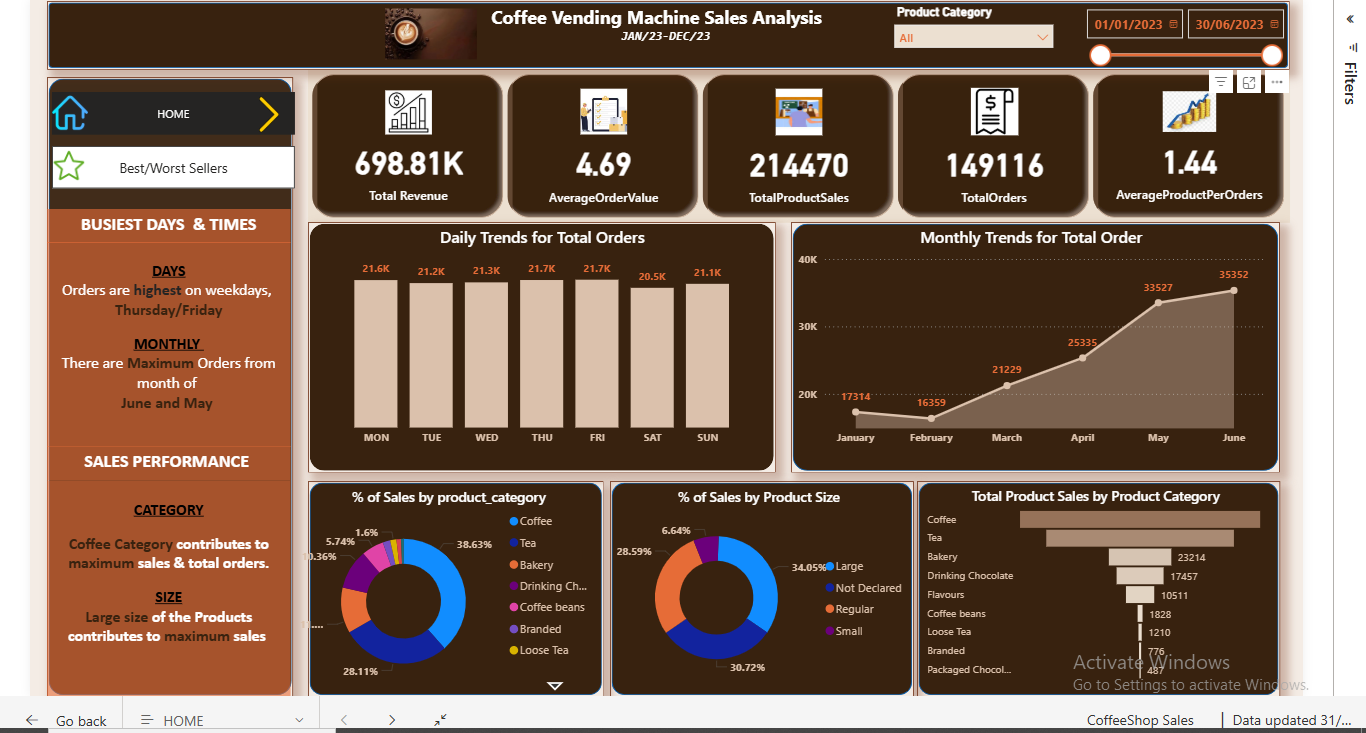 Coffee Vending Machine Sales Analysis
JAN/23-DEC/23
Product Category
All
01/01/2023
30/06/2023
Filters
HOME
Best/Worst Sellers
BUSIEST DAYS & TIMES
DAYS
Orders are highest on weekdays,
Thursday/Friday
MONTHLY
There are Maximum Orders from
month of
June and May
SALES PERFORMANCE
CATEGORY
Coffee Category contributes to
maximum sales & total orders.
SIZE
Large size of the Products
contributes to maximum sales
698.81K
Total Revenue
4.69
AverageOrderValue
214470
TotalProductSales
149116
TotalOrders
1.44
AverageProductPerOrders
Daily Trends for Total Orders
21.6K 21.2K 21.3K 21.7K 21.7K 20.5K 21.1K
MON TUE WED THU FRI SAT SUN
Monthly Trends for Total Order
40K
30K
20K
17314 16359 21229 25335 33527 35352
January February March April May June
% of Sales by product_category
38.63%
28.11%
0.36%
5.74%
1.6%
Coffee
Tea
Bakery
Drinking Ch...
Coffee beans
Branded
Loose Tea
% of Sales by Product Size
34.05%
30.72%
28.59%
6.64%
Large
Not Declared
Regular
Small
Total Product Sales by Product Category
Coffee
Tea
Bakery 23214
Drinking Chocolate 17457
Flavours 10511
Coffee beans 1828
Loose Tea 1210
Branded 776
Packaged Chocol... 487
Activate Windows
Go to Settings to activate Windows.
Go back
HOME
CoffeeShop Sales
Data updated 31/...